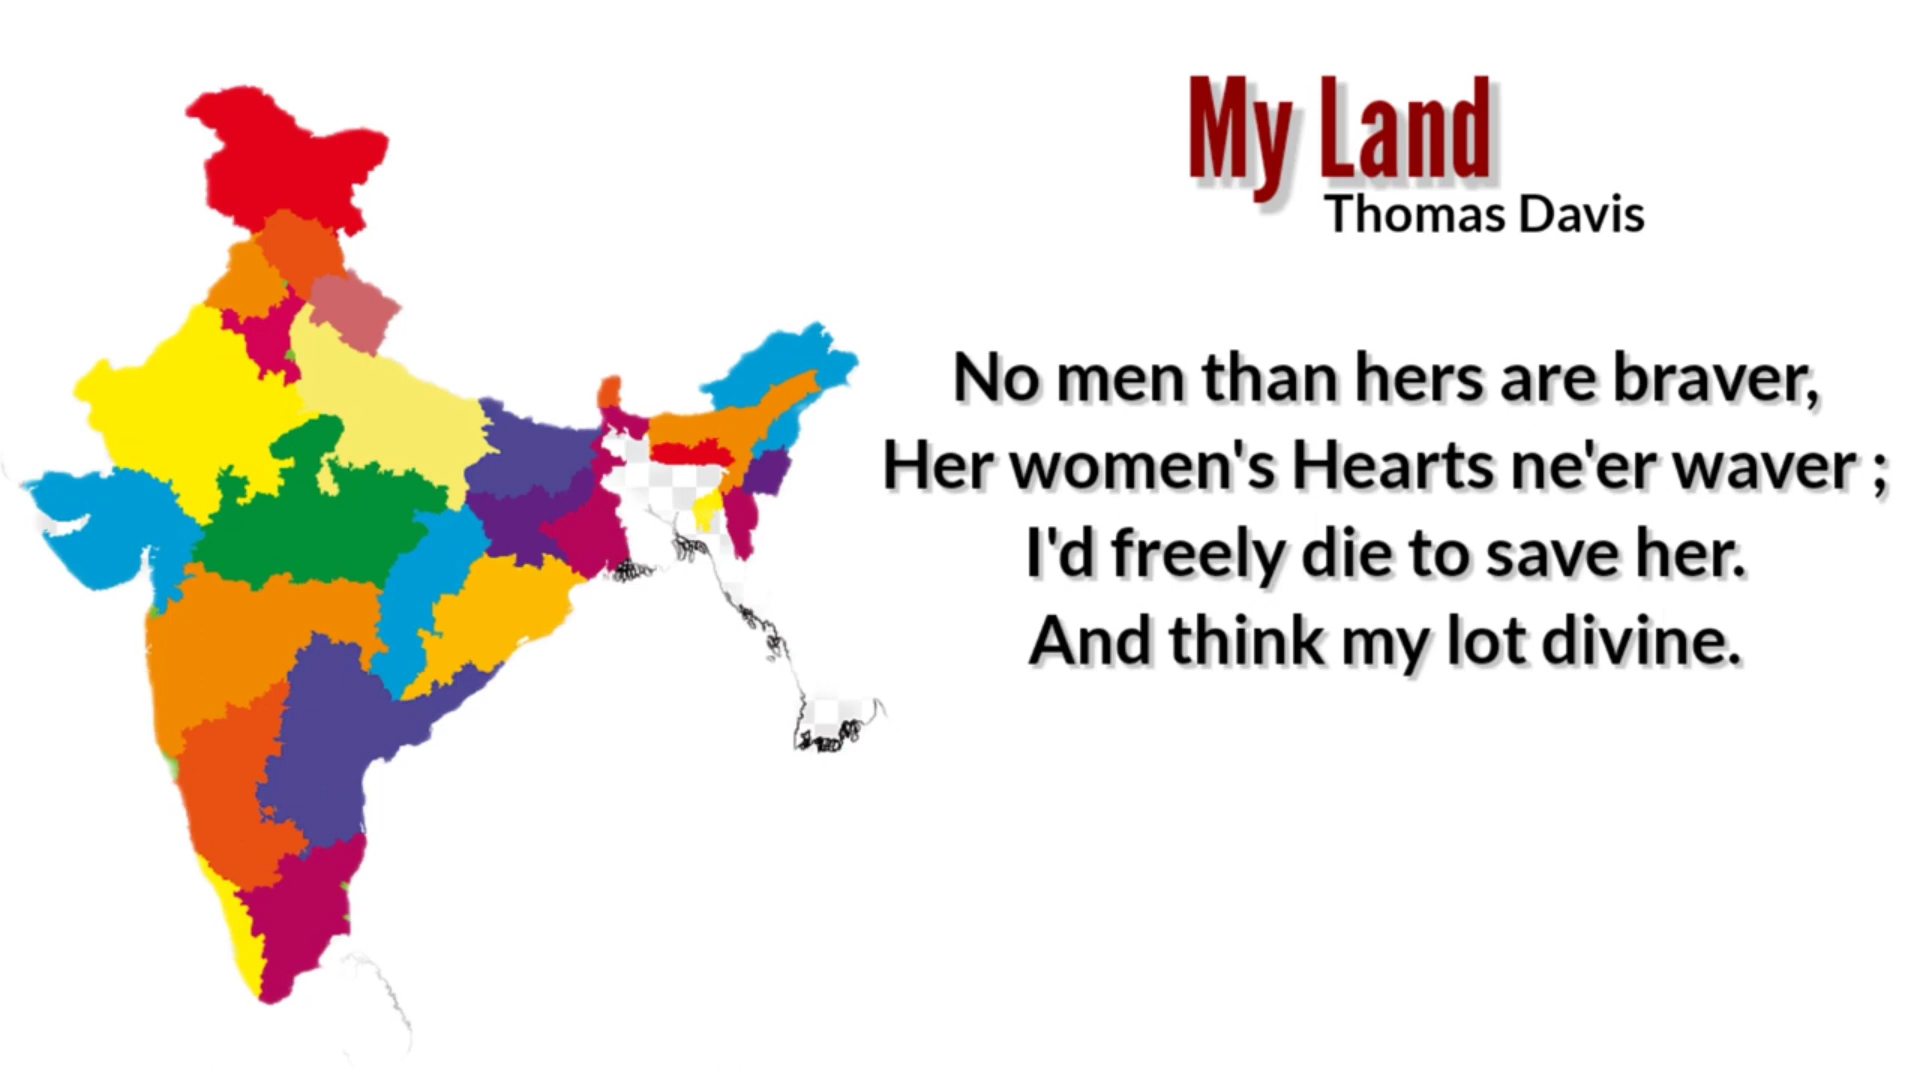 My Land
Thomas Davis
No men than hers are braver,
Her women's Hearts ne'er waver ;
I'd freely die to save her.
And think my lot divine.